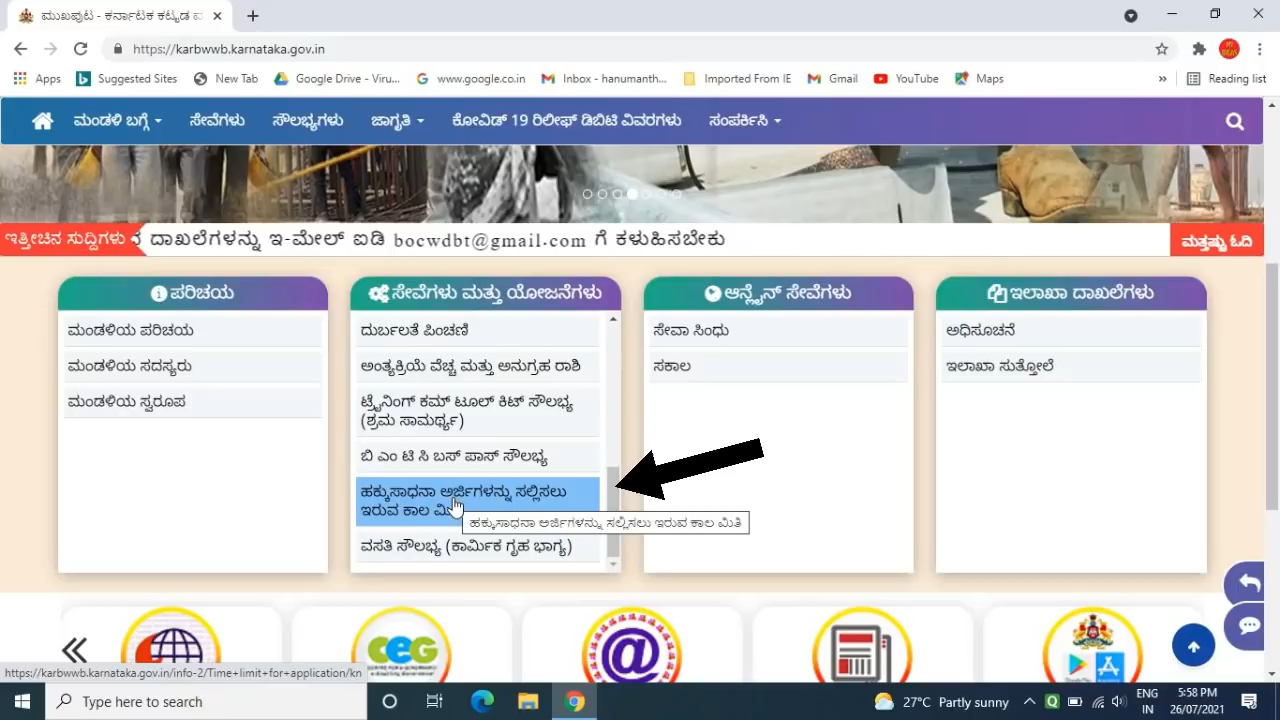 ಮುಖಪುಟ - ಕರ್ನಾಟಕ ಕಟ್ಟಡ
https://karbwwb.karnataka.gov.in
Apps
Suggested Sites
New Tab
Google Drive - Viru...
www.google.co.in
Inbox - hanumanth...
Imported From IE
Gmail
YouTube
Maps
»
Reading list
ಮಂಡಳಿ ಬಗ್ಗೆ
ಸೇವೆಗಳು
ಸೌಲಭ್ಯಗಳು
ಜಾಗೃತಿ
ಕೋವಿಡ್ 19 ರಿಲೀಫ್ ಡಿಬಿಟಿ ವಿವರಗಳು
ಸಂಪರ್ಕಿಸಿ
ಇತ್ತೀಚಿನ ಸುದ್ದಿಗಳು
ದಾಖಲೆಗಳನ್ನು ಇ-ಮೇಲ್ ಐಡಿ bocwdbt@gmail.com ಗೆ ಕಳುಹಿಸಬೇಕು
ಮತ್ತಷ್ಟು ಓದಿ
ಪರಿಚಯ
ಮಂಡಳಿಯ ಪರಿಚಯ
ಮಂಡಳಿಯ ಸದಸ್ಯರು
ಮಂಡಳಿಯ ಸ್ವರೂಪ
ಸೇವೆಗಳು ಮತ್ತು ಯೋಜನೆಗಳು
ದುರ್ಬಲತೆ ಪಿಂಚಣಿ
ಅಂತ್ಯಕ್ರಿಯೆ ವೆಚ್ಚ ಮತ್ತು ಅನುಗ್ರಹ ರಾಶಿ
ಟ್ರೈನಿಂಗ್ ಕಮ್ ಟೂಲ್ ಕಿಟ್ ಸೌಲಭ್ಯ
(ಶ್ರಮ ಸಾಮರ್ಥ್ಯ)
ಬಿ ಎಂ ಟಿ ಸಿ ಬಸ್ ಪಾಸ್ ಸೌಲಭ್ಯ
ಹಕ್ಕುಸಾಧನಾ ಅರ್ಜಿಗಳನ್ನು ಸಲ್ಲಿಸಲು
ಇರುವ ಕಾಲ
ಹಕ್ಕುಸಾಧನಾ ಅರ್ಜಿಗಳನ್ನು ಸಲ್ಲಿಸಲು ಇರುವ ಕಾಲ ಮಿತಿ
ವಸತಿ ಸೌಲಭ್ಯ (ಕಾರ್ಮಿಕ ಗೃಹ ಭಾಗ್ಯ)
ಆನ್ಲೈನ್ ಸೇವೆಗಳು
ಸೇವಾ ಸಿಂಧು
ಸಕಾಲ
ಇಲಾಖಾ ದಾಖಲೆಗಳು
ಅಧಿಸೂಚನೆ
ಇಲಾಖಾ ಸುತ್ತೋಲೆ
CEG
@
https://karbwwb.karnataka.gov.in/info-2/Time+limit+for+application/kn
Type here to search
27°C Partly sunny
ENG
IN
5:58 PM
26/07/2021